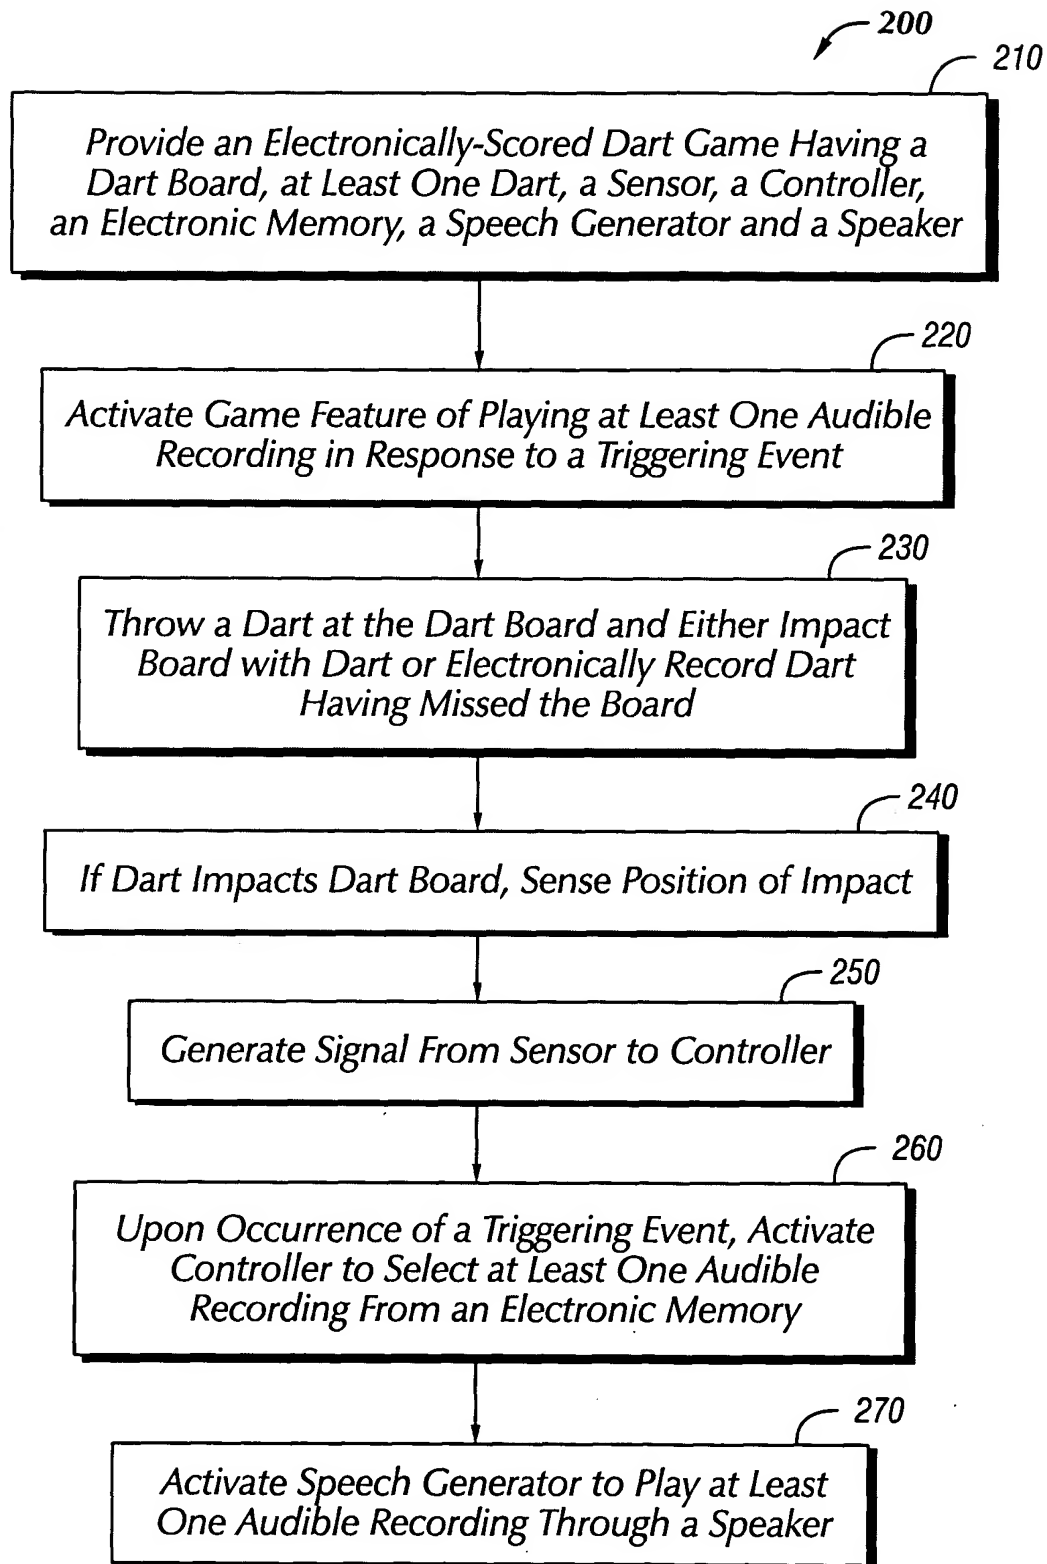 200
210
Provide an Electronically-Scored Dart Game Having a
Dart Board, at Least One Dart, a Sensor, a Controller,
an Electronic Memory, a Speech Generator and a Speaker
220
Activate Game Feature of Playing at Least One Audible
Recording in Response to a Triggering Event
230
Throw a Dart at the Dart Board and Either Impact
Board with Dart or Electronically Record Dart
Having Missed the Board
240
If Dart Impacts Dart Board, Sense Position of Impact
250
Generate Signal From Sensor to Controller
260
Upon Occurrence of a Triggering Event, Activate
Controller to Select at Least One Audible
Recording From an Electronic Memory
270
Activate Speech Generator to Play at Least
One Audible Recording Through a Speaker